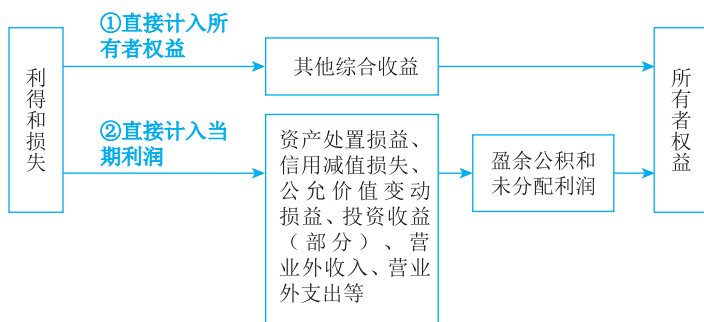 利得和损失
①直接计入所
有者权益
其他综合收益
②直接计入当
期利润
资产处置损益、
信用减值损失、
公允价值变动
损益、投资收益
（部分）、营
业外收入、营业
外支出等
盈余公积和
未分配利润
所有者权益